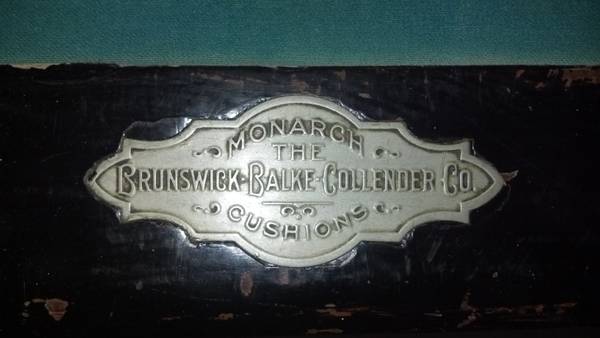 MONARCH
THE
BRUNSWICK-BALKE-COLLENDER CO.
CUSHIONS